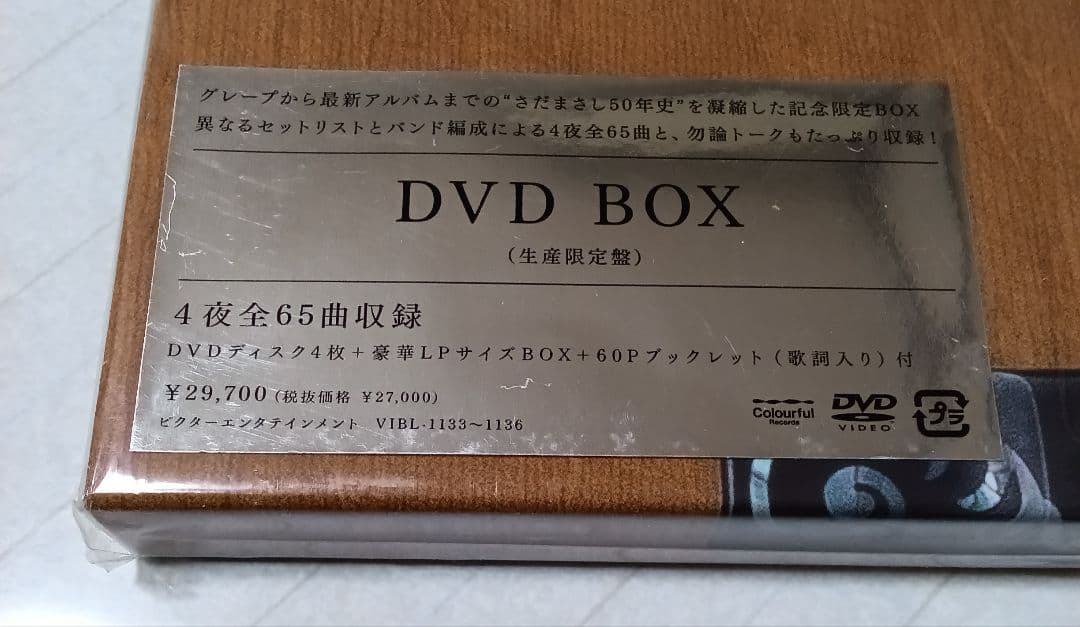 グレープから最新アルバムまでの“さだまさし50年史”を凝縮した記念限定BOX
異なるセットリストとバンド編成による4夜全65曲と、勿論トークもたっぷり収録！
DVD BOX
（生産限定盤）
4夜全65曲収録
DVDディスク4枚＋豪華LPサイズBOX＋60Pブックレット（歌詞入り）付
￥29,700（税抜価格 ￥27,000）
ビクターエンタテインメント VIBL-1133～1136
Colourful
Records
DVD
VIDEO
プラ